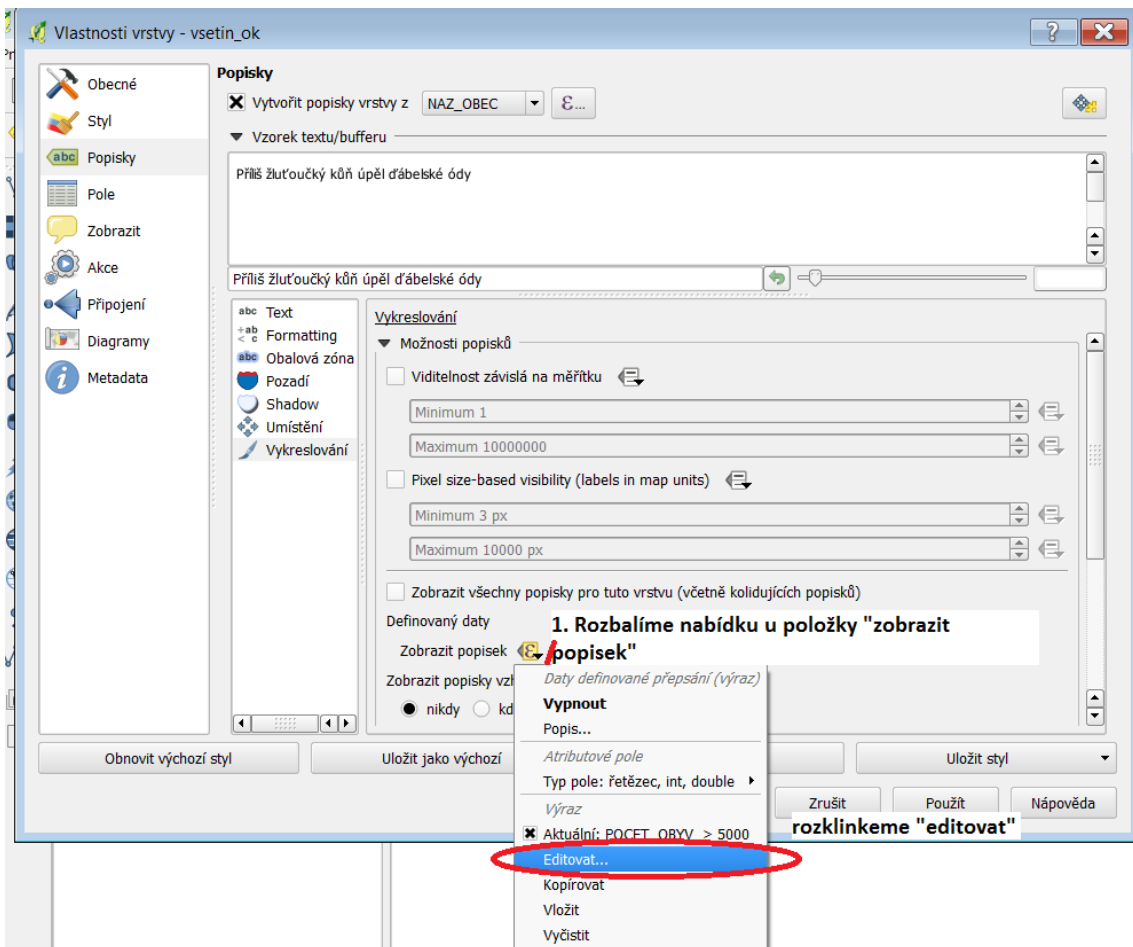 Vlastnosti vrstvy - vsetin_ok
Obecné
Styl
Popisky
Pole
Zobrazit
Akce
Připojení
Diagramy
Metadata
Popisky
Vytvořit popisky vrstvy z NAZ_OBEC ε...
Vzorek textu/bufferu
Příliš žluťoučký kůň úpěl ďábelské ódy
Příliš žluťoučký kůň úpěl ďábelské ódy
abc Text
Formatting
abc Obalová zóna
Pozadí
Shadow
Umístění
Vykreslování
Vykreslování
Možnosti popisků
Viditelnost závislá na měřítku
Minimum 1
Maximum 10000000
Pixel size-based visibility (labels in map units)
Minimum 3 px
Maximum 10000 px
Zobrazit všechny popisky pro tuto vrstvu (včetně kolidujících popisků)
Definovaný daty
1. Rozbalíme nabídku u položky "zobrazit
popisek"
Zobrazit popisek
Zobrazit popisky vzh
nikdy kd
Daty definované přepsání (výraz)
Vypnout
Popis...
Atributové pole
Typ pole: řetězec, int, double
Výraz
Aktuální: POCET_OBYV_ > 5000
Editovat...
Kopírovat
Vložit
Vyčistit
Obnovit výchozí styl
Uložit jako výchozí
Uložit styl
Zrušit
Použít
Nápověda
rozklinkeme "editovat"